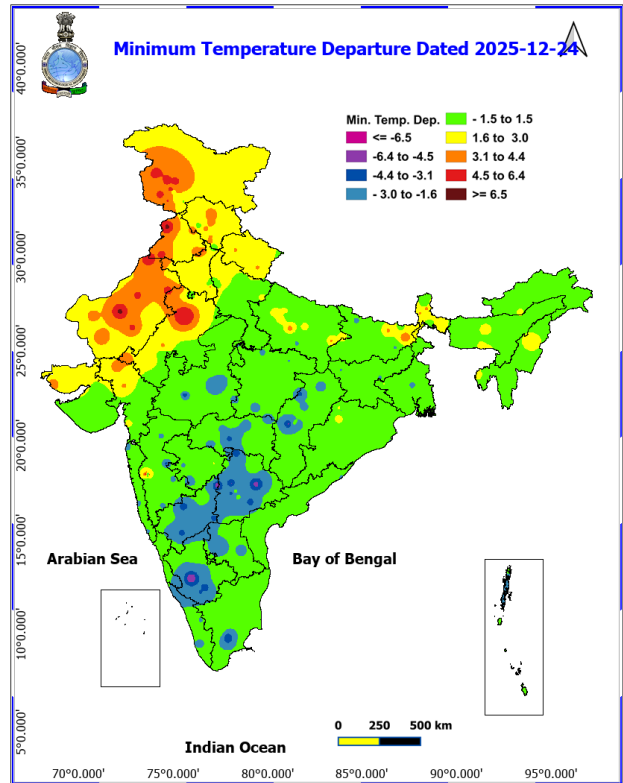 Minimum Temperature Departure Dated 2025-12-24
Min. Temp. Dep.
<= -6.5
-6.4 to -4.5
-4.4 to -3.1
- 3.0 to -1.6
- 1.5 to 1.5
1.6 to 3.0
3.1 to 4.4
4.5 to 6.4
>= 6.5
40°0.000'
35°0.000'
30°0.000'
25°0.000'
20°0.000'
15°0.000'
10°0.000'
5°0.000'
Arabian Sea
Bay of Bengal
Indian Ocean
0 250 500 km
70°0.000' 75°0.000' 80°0.000' 85°0.000' 90°0.000' 95°0.000'